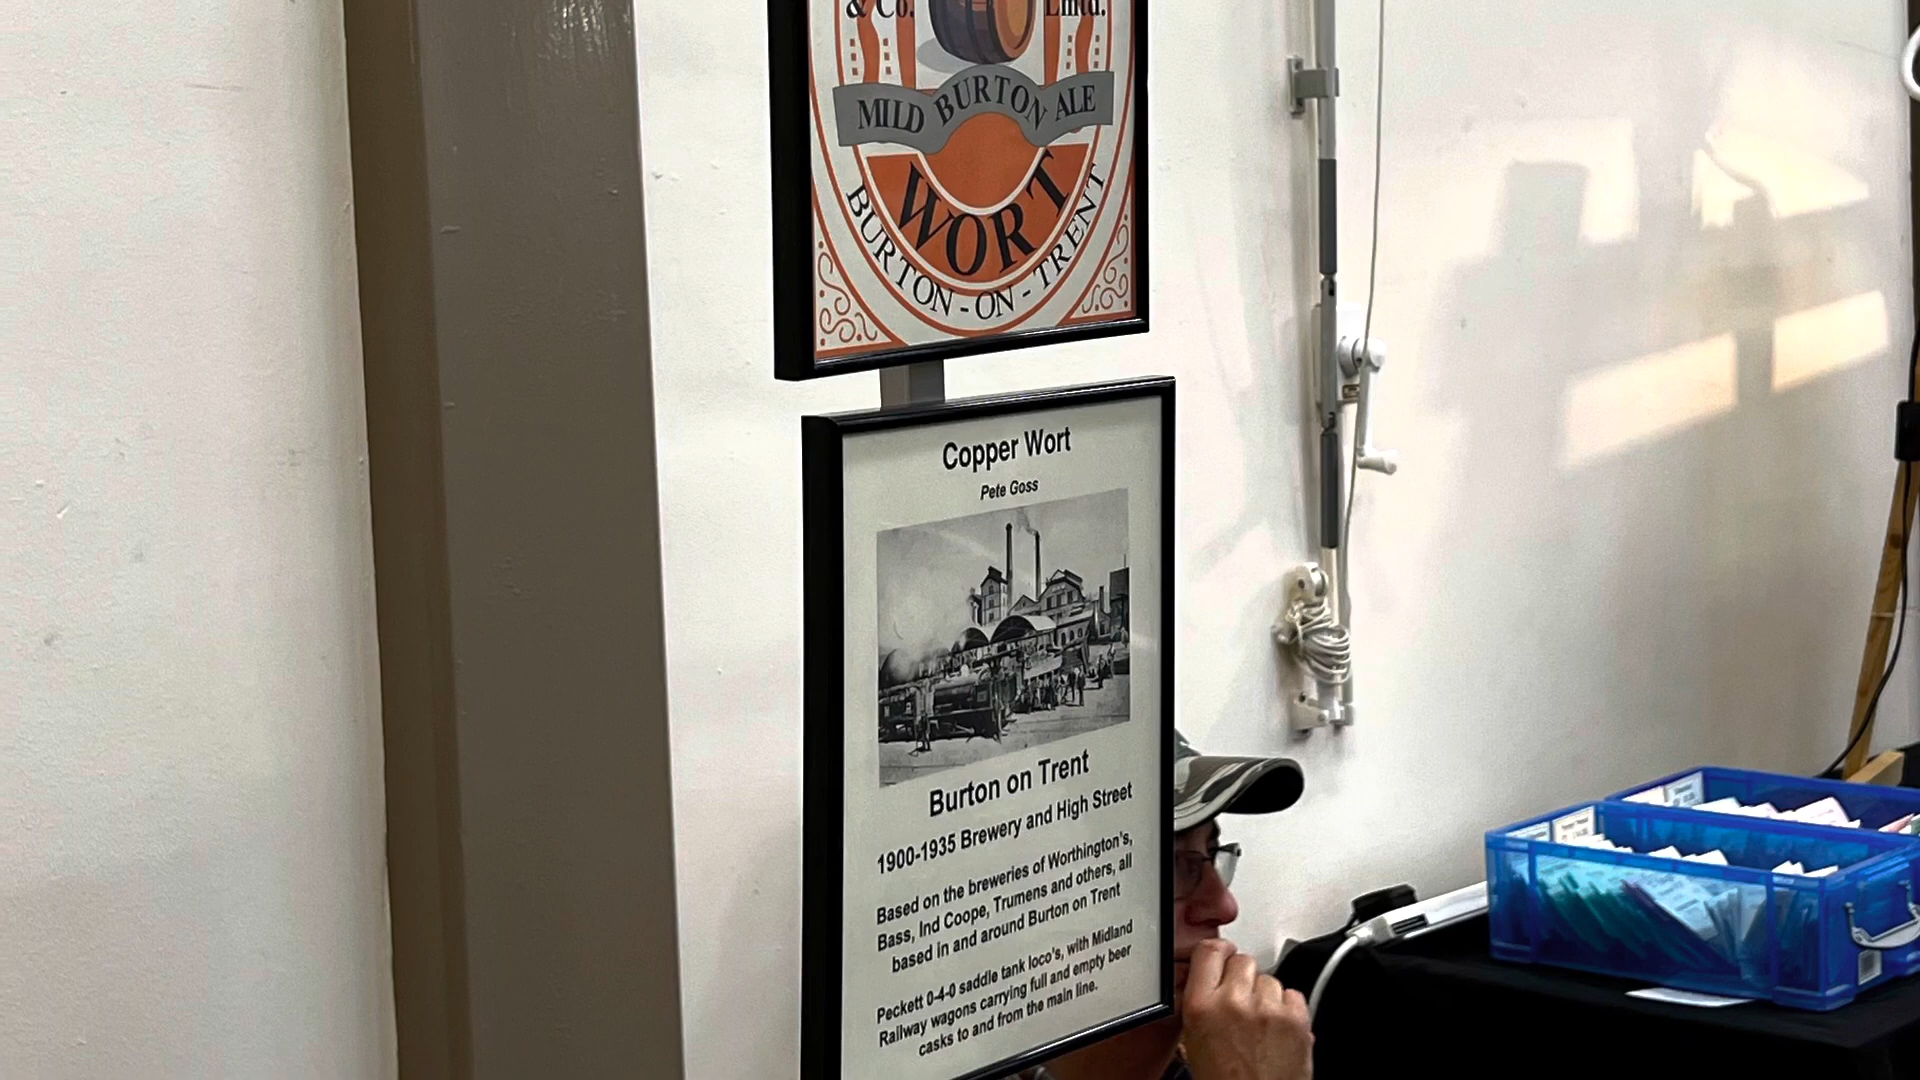 & Co. Lmtd.
MILD BURTON ALE
WORT
BURTON - ON - TRENT
Copper Wort
Pete Goss
Burton on Trent
1900-1935 Brewery and High Street
Based on the breweries of Worthington's,
Bass, Ind Coope, Trumens and others, all
based in and around Burton on Trent
Peckett 0-4-0 saddle tank loco's, with Midland
Railway wagons carrying full and empty beer
casks to and from the main line.